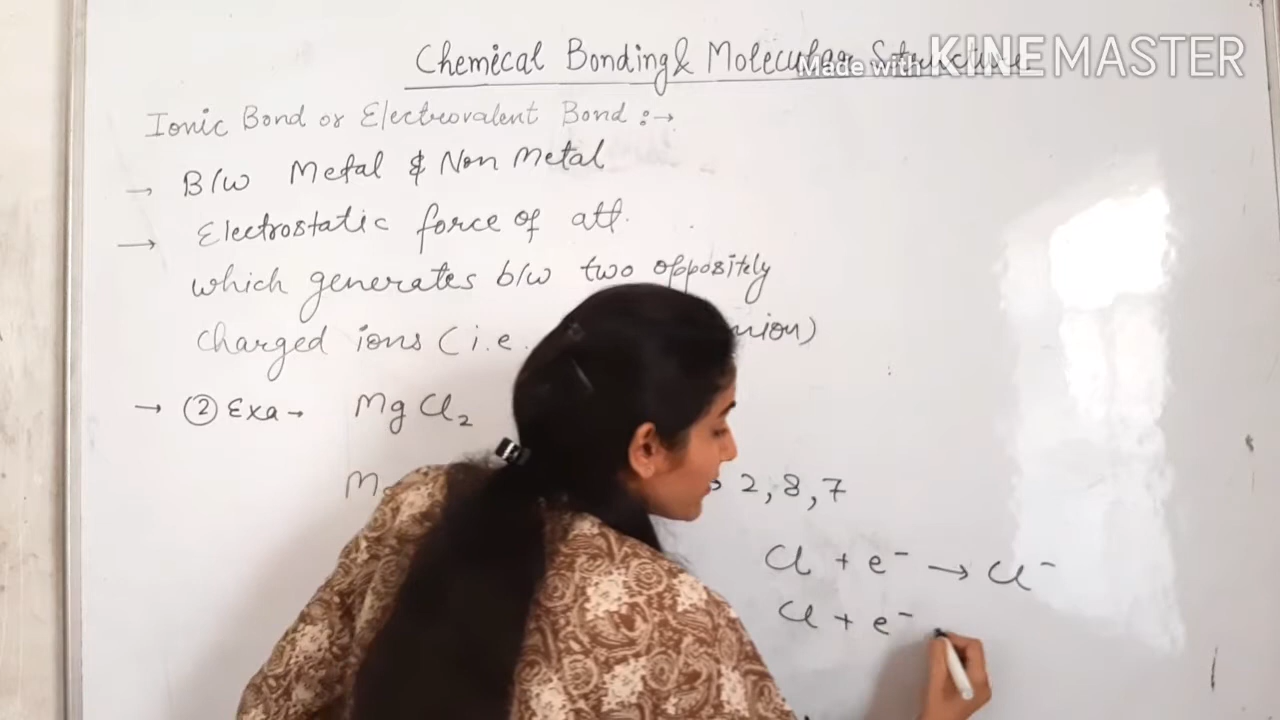 Chemical Bonding & Molecular Structure
Made with KINEMASTER
Ionic Bond or Electrovalent Bond :→
→ B/w Metal & Non Metal
→ Electrostatic force of att.
which generates b/w two oppositely
charged ions (i.e.
→ ② Exa → MgCl₂
2,8,7
Cl + e⁻ → Cl⁻
Cl + e⁻